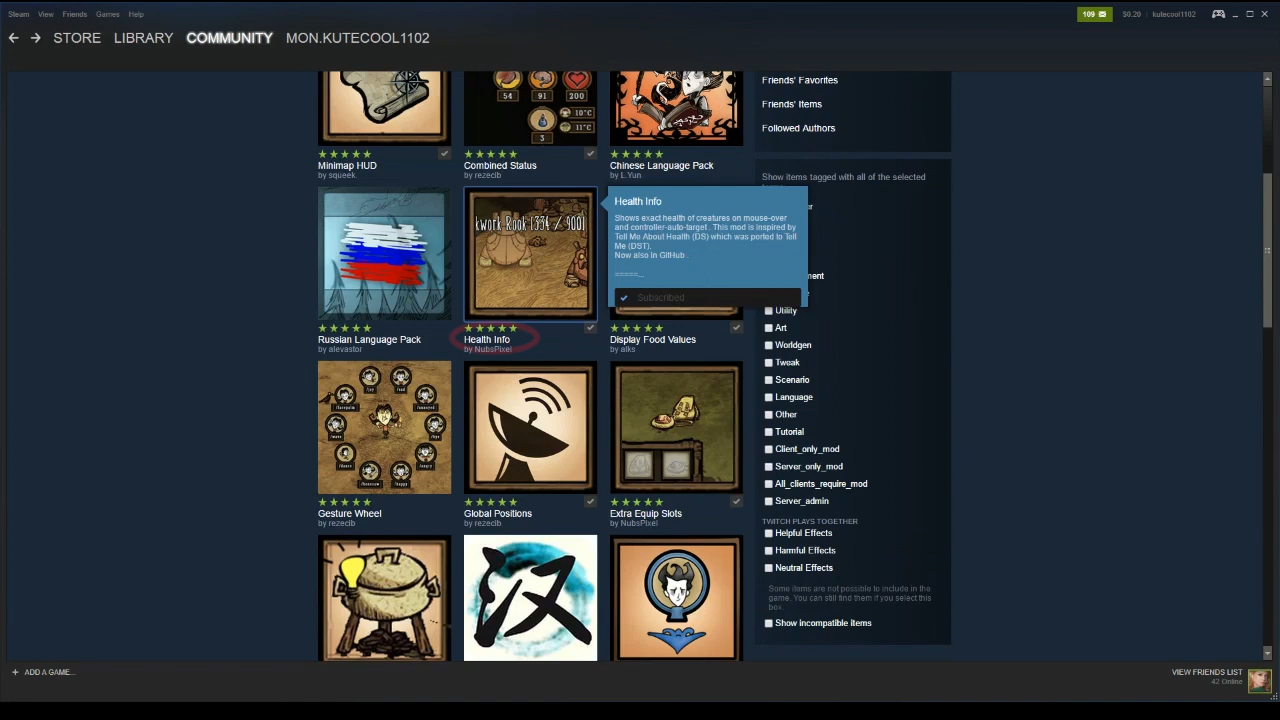 Steam View Friends Games Help
109 $0.20 kutecool1102
STORE LIBRARY COMMUNITY MON.KUTECOOL1102
54 91 200
10°C
11°C
3
Minimap HUD
by squeek.
Combined Status
by rezecib
Chinese Language Pack
by L.Yun
kwork Rook [334 / 900]
Russian Language Pack
by alevastor
Health Info
by NubsPixel
Display Food Values
by alks
Health Info
Shows exact health of creatures on mouse-over
and controller-auto-target . This mod is inspired by
Tell Me About Health (DS) which was ported to Tell
Me (DST).
Now also in GitHub .
=====...
Subscribed
Gesture Wheel
by rezecib
Global Positions
by rezecib
Extra Equip Slots
by NubsPixel
汉
Friends' Favorites
Friends' Items
Followed Authors
Show items tagged with all of the selected
Utility
Art
Worldgen
Tweak
Scenario
Language
Other
Tutorial
Client_only_mod
Server_only_mod
All_clients_require_mod
Server_admin
TWITCH PLAYS TOGETHER
Helpful Effects
Harmful Effects
Neutral Effects
Some items are not possible to include in the
game. You can still find them if you select this
box.
Show incompatible items
+ ADD A GAME...
VIEW FRIENDS LIST
42 Online